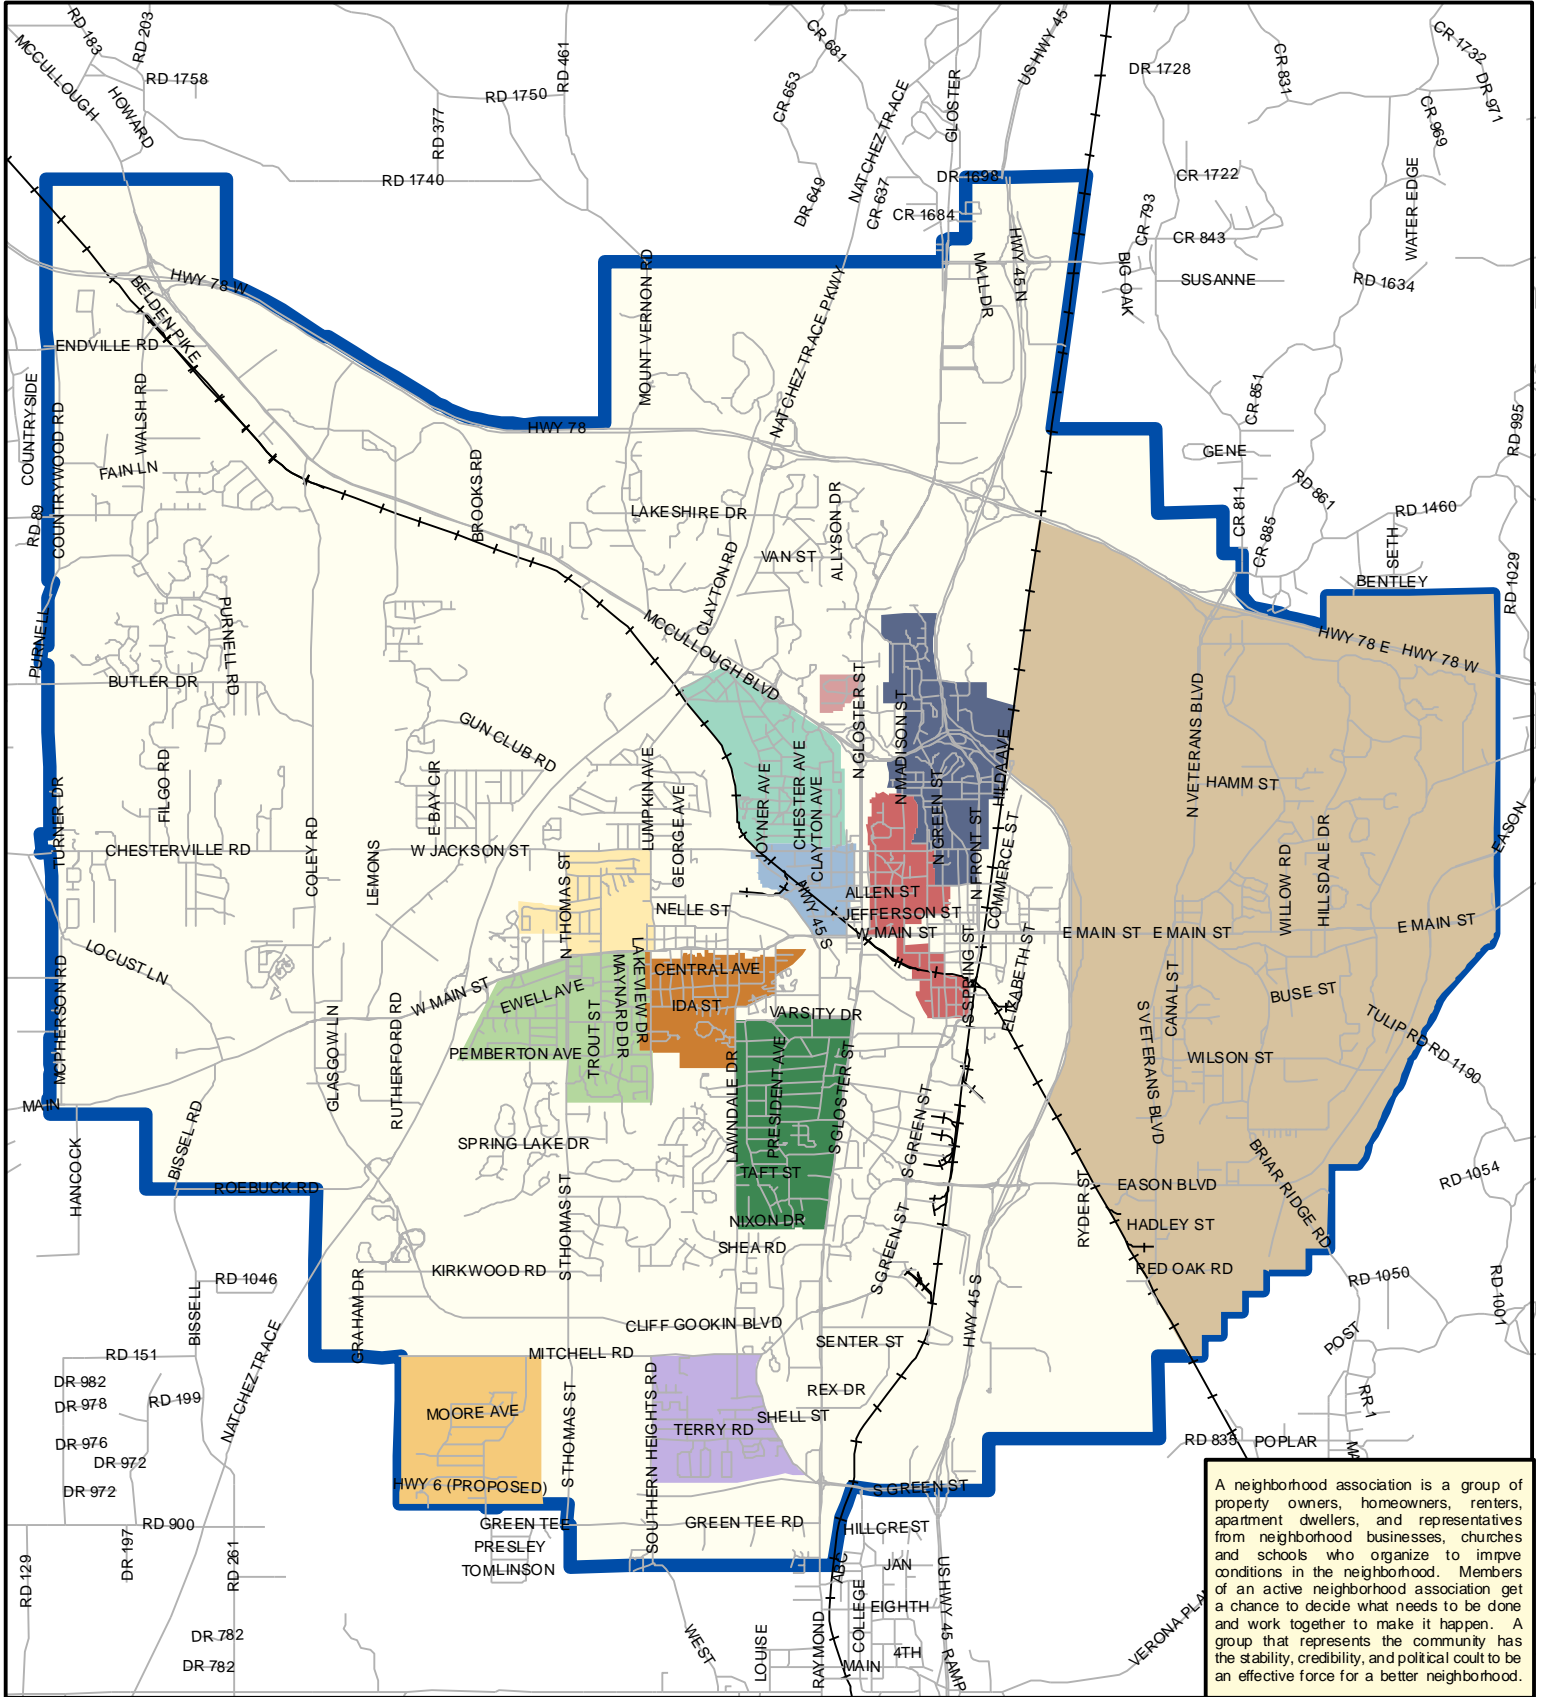 RD 183
RD 203
MCCULLOUGH
RD 1758
HOWARD
RD 461
RD 1750
RD 377
RD 1740
CR 681
CR 653
NATCHEZ TRACE
GLOSTER
US HWY 45
DR 1728
CR 831
CR 1732
DR 971
CR 969
DR 649
CR 637
DR 1698
CR 1684
CR 1722
CR 793
CR 843
WATER EDGE
BIG OAK
SUSANNE
RD 1634
HWY 78 W
BELDEN PIKE
MOUNT VERNON RD
NATCHEZ TRACE PKWY
MALL DR
HWY 45 N
ENDVILLE RD
COUNTRYSIDE
COUNTRYWOOD RD
WALSH RD
HWY 78
CR 851
RD 995
GENE
FAIN LN
BROOKS RD
RD 89
LAKESHIRE DR
ALLYSON DR
VAN ST
CLAYTON RD
CR 811
CR 885
RD 861
RD 1460
SETH
BENTLEY
RD 1029
PURNELL
PURNELL RD
MCCULLOUGH BLVD
HWY 78 E
HWY 78 W
BUTLER DR
GUN CLUB RD
N GLOSTER ST
N MADISON ST
N VETERANS BLVD
FILGO RD
E BAY CIR
LUMPKIN AVE
GEORGE AVE
JOYNER AVE
CHESTER AVE
CLAYTON AVE
N GREEN ST
HILDA AVE
HAMM ST
TURNER DR
CHESTERVILLE RD
COLEY RD
LEMONS
W JACKSON ST
N THOMAS ST
N FRONT ST
COMMERCE ST
WILLOW RD
HILLSDALE DR
EASON
ALLEN ST
NELLE ST
HWY 45 S
JEFFERSON ST
W MAIN ST
E MAIN ST
E MAIN ST
E MAIN ST
LOCUST LN
MCPHERSON RD
W MAIN ST
EWELL AVE
MAYNARD DR
LAKEVIEW DR
CENTRAL AVE
IDA ST
VARSITY DR
S SPRING ST
ELIZABETH ST
CANAL ST
BUSE ST
GLASGOW LN
RUTHERFORD RD
TROUT ST
PEMBERTON AVE
S VETERANS BLVD
WILSON ST
TULIP RD
RD 1190
MAIN
LAWNDALE DR
PRESIDENT AVE
S GLOSTER ST
S GREEN ST
SPRING LAKE DR
BISSEL RD
HANCOCK
ROEBUCK RD
S THOMAS ST
TAFT ST
NIXON DR
SHEA RD
S GREEN ST
RYDER ST
EASON BLVD
HADLEY ST
BRIAR RIDGE RD
RD 1054
RED OAK RD
RD 1050
RD 1001
KIRKWOOD RD
RD 1046
BISSELL
GRAHAM DR
NATCHEZ TRACE
CLIFF GOOKIN BLVD
SENTER ST
HWY 45 S
POST
RD 151
MITCHELL RD
DR 982
DR 978
RD 199
REX DR
SHELL ST
RR 1
MOORE AVE
S THOMAS ST
SOUTHERN HEIGHTS RD
TERRY RD
DR 976
DR 972
DR 972
HWY 6 (PROPOSED)
S GREEN ST
RD 835
POPLAR
RD 900
GREEN TEE
GREEN TEE RD
HILLCREST
PRESLEY
TOMLINSON
RD 129
DR 197
RD 261
ABC
JAN
COLLEGE
EIGHTH
US HWY 45
RAMP
DR 782
DR 782
WEST
LOUISE
RAYMOND
4TH
MAIN
A neighborhood association is a group of
property owners, homeowners, renters,
apartment dwellers, and representatives
from neighborhood businesses, churches
and schools who organize to imprve
conditions in the neighborhood. Members
of an active neighborhood association get
a chance to decide what needs to be done
and work together to make it happen. A
group that represents the community has
the stability, credibility, and political coult to be
an effective force for a better neighborhood.